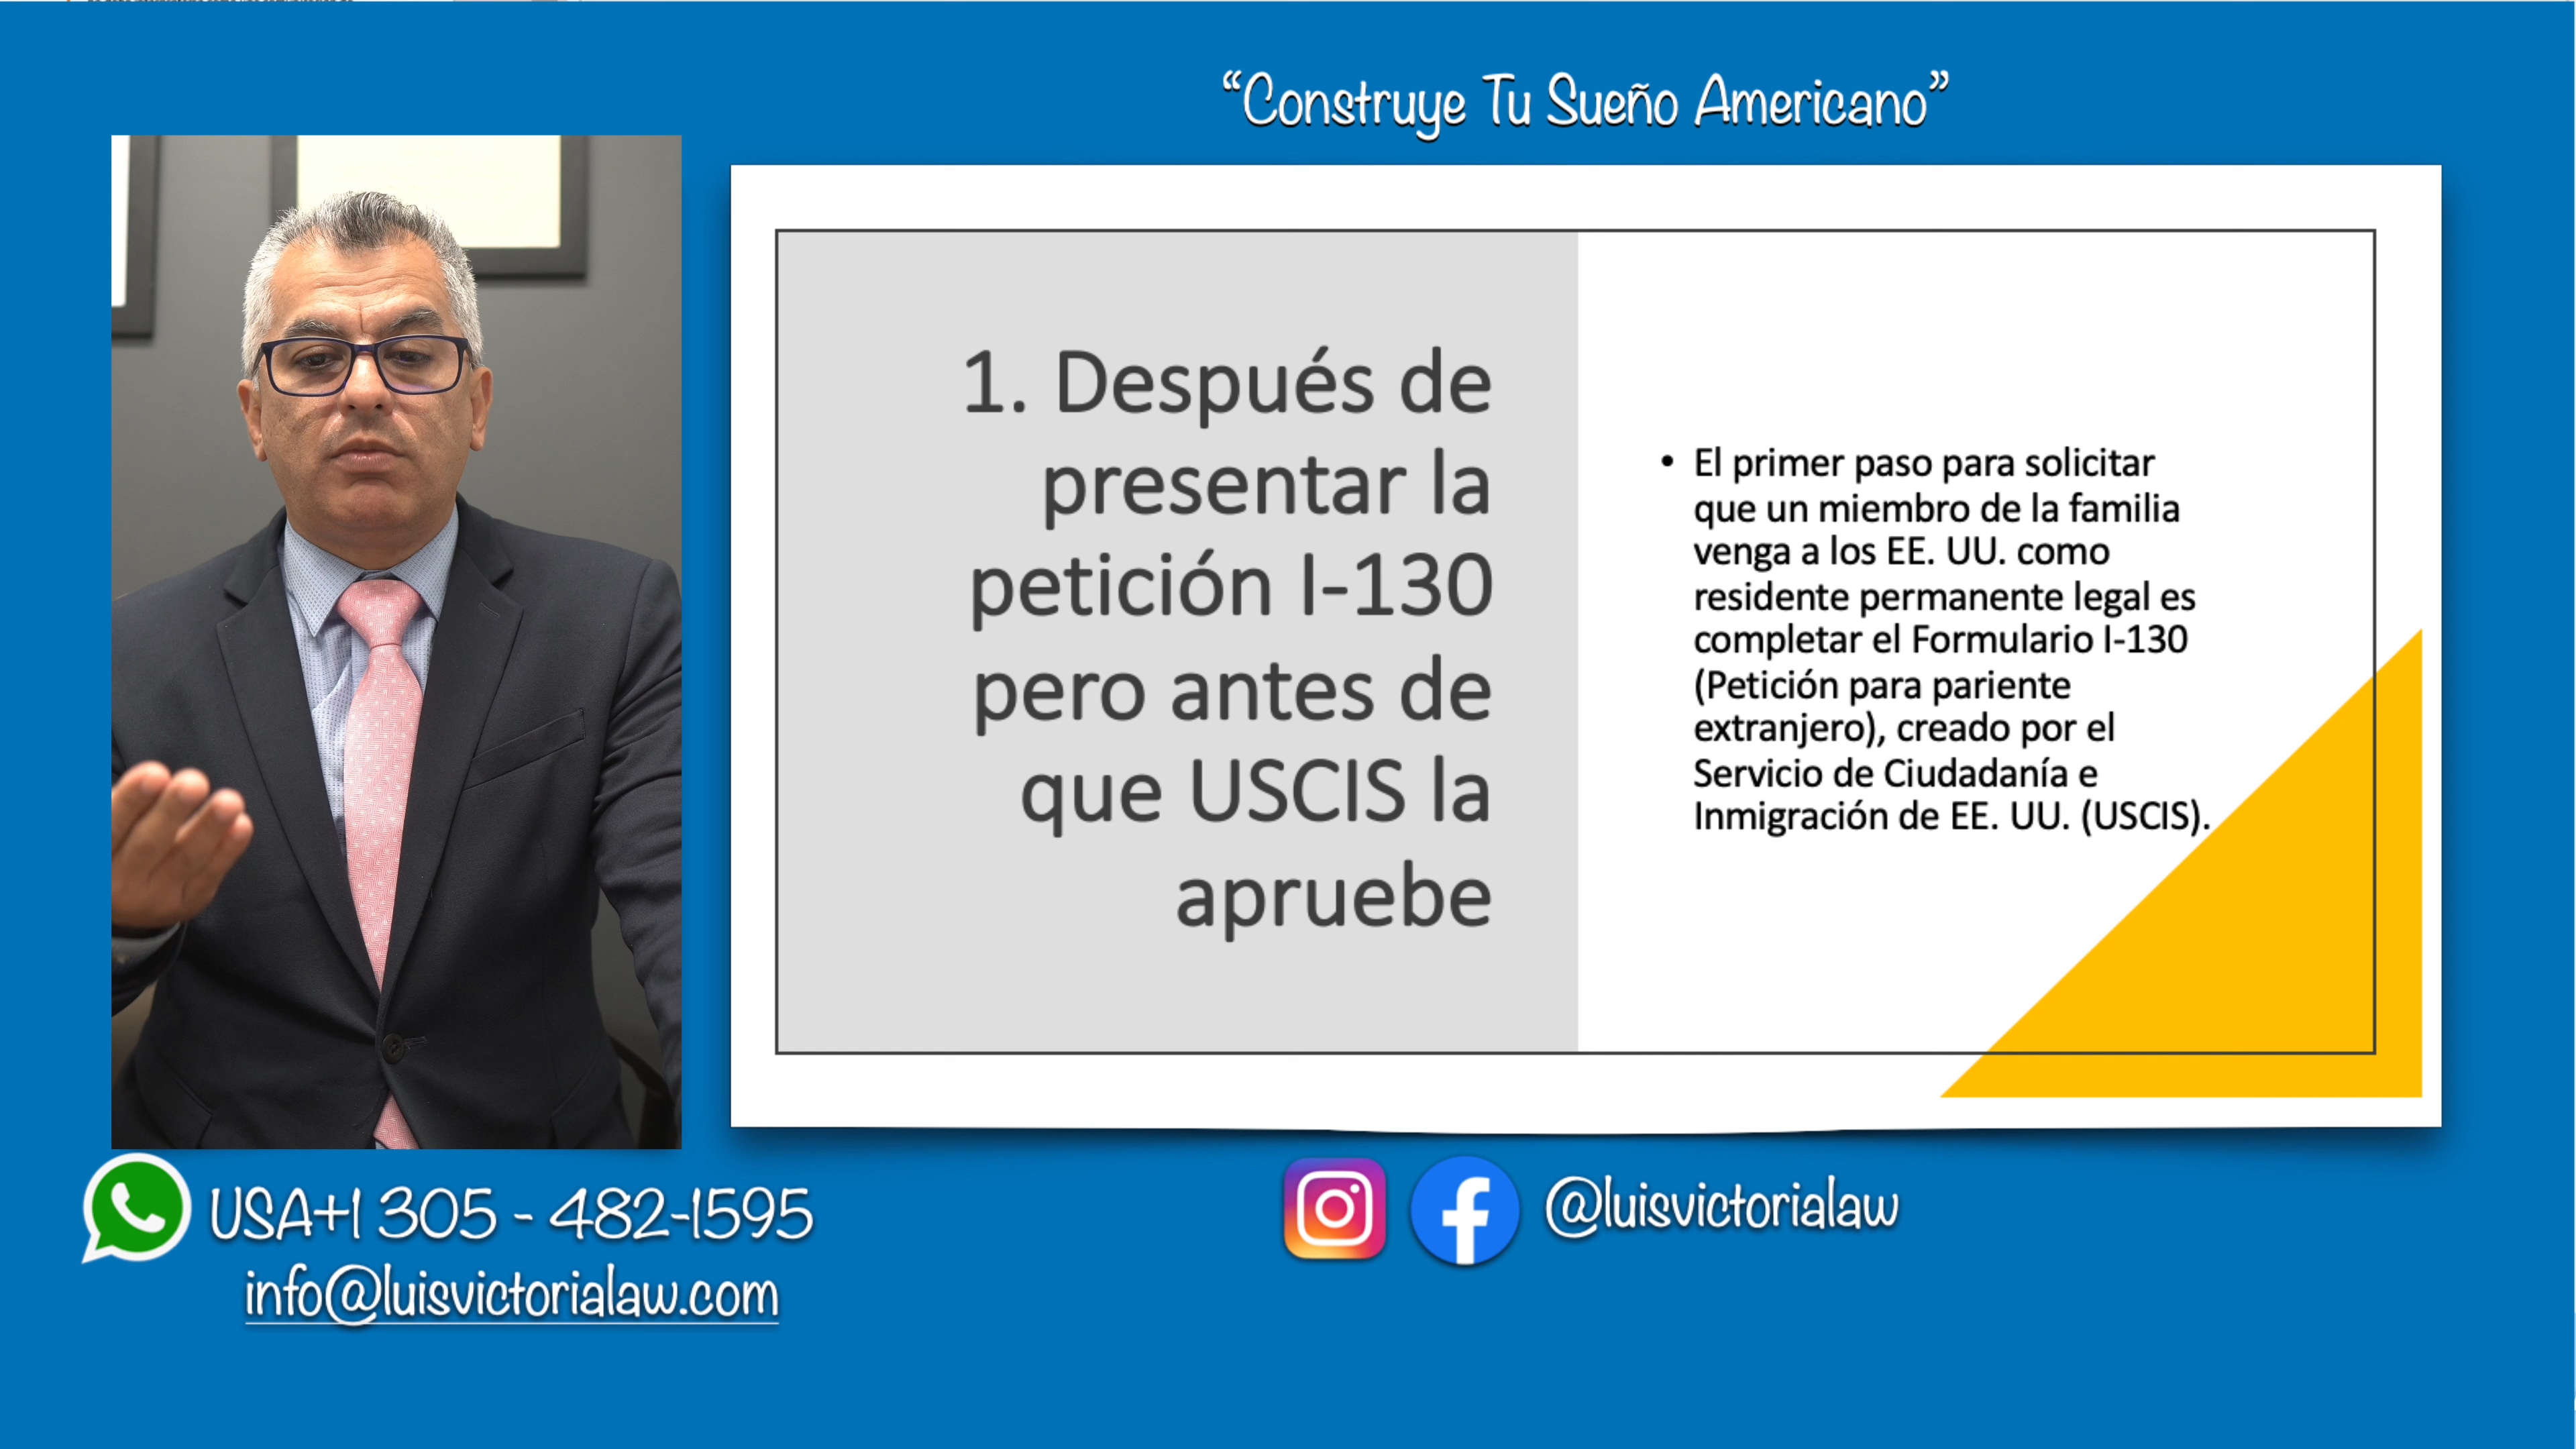 “Construye Tu Sueño Americano”
1. Después de
presentar la
petición I-130
pero antes de
que USCIS la
apruebe
• El primer paso para solicitar
que un miembro de la familia
venga a los EE. UU. como
residente permanente legal es
completar el Formulario I-130
(Petición para pariente
extranjero), creado por el
Servicio de Ciudadanía e
Inmigración de EE. UU. (USCIS).
USA+1 305 - 482-1595
info@luisvictorialaw.com
@luisvictorialaw